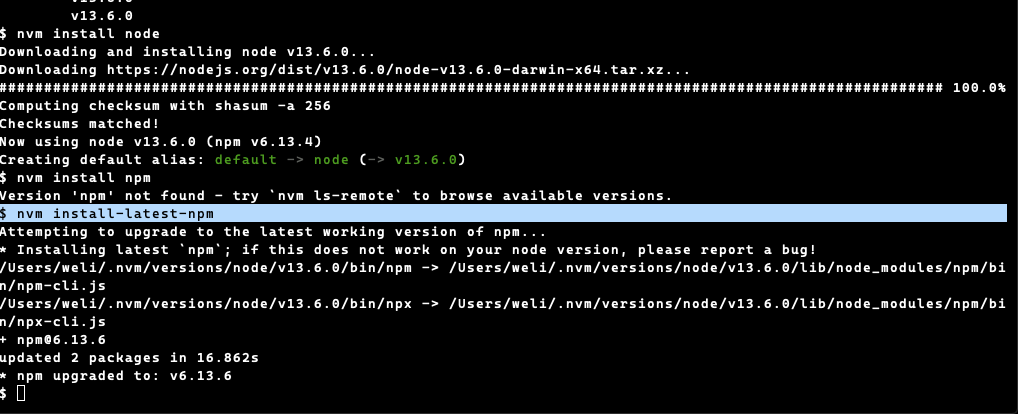 v13.6.0
$ nvm install node
Downloading and installing node v13.6.0...
Downloading https://nodejs.org/dist/v13.6.0/node-v13.6.0-darwin-x64.tar.xz...
######################################################################################################### 100.0%
Computing checksum with shasum -a 256
Checksums matched!
Now using node v13.6.0 (npm v6.13.4)
Creating default alias: default -> node (-> v13.6.0)
$ nvm install npm
Version 'npm' not found - try `nvm ls-remote` to browse available versions.
$ nvm install-latest-npm
Attempting to upgrade to the latest working version of npm...
* Installing latest `npm`; if this does not work on your node version, please report a bug!
/Users/weli/.nvm/versions/node/v13.6.0/bin/npm -> /Users/weli/.nvm/versions/node/v13.6.0/lib/node_modules/npm/bi
n/npm-cli.js
/Users/weli/.nvm/versions/node/v13.6.0/bin/npx -> /Users/weli/.nvm/versions/node/v13.6.0/lib/node_modules/npm/bi
n/npx-cli.js
+ npm@6.13.6
updated 2 packages in 16.862s
* npm upgraded to: v6.13.6
$